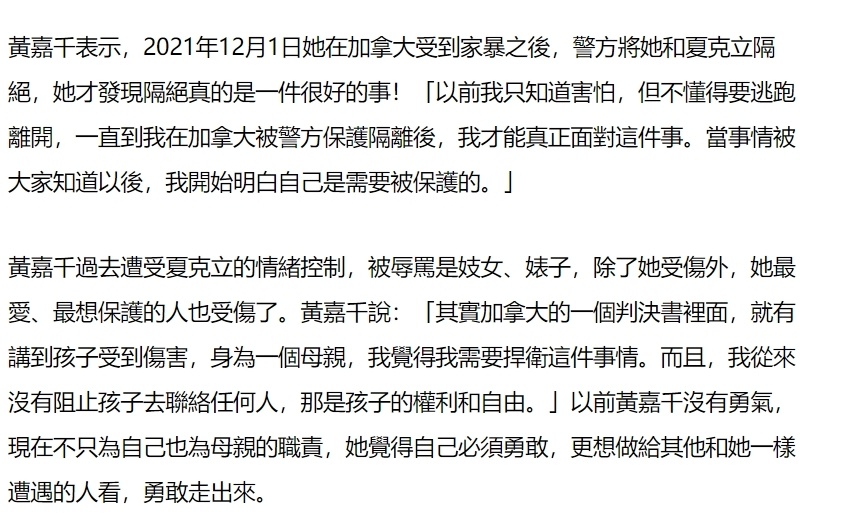 黃嘉千表示，2021年12月1日她在加拿大受到家暴之後，警方將她和夏克立隔
絕，她才發現隔絕真的是一件很好的事！「以前我只知道害怕，但不懂得要逃跑
離開，一直到我在加拿大被警方保護隔離後，我才能真正面對這件事。當事情被
大家知道以後，我開始明白自己是需要被保護的。」
黃嘉千過去遭受夏克立的情緒控制，被辱罵是妓女、婊子，除了她受傷外，她最
愛、最想保護的人也受傷了。黃嘉千說：「其實加拿大的一個判決書裡面，就有
講到孩子受到傷害，身為一個母親，我覺得我需要捍衛這件事情。而且，我從來
沒有阻止孩子去聯絡任何人，那是孩子的權利和自由。」以前黃嘉千沒有勇氣，
現在不只為自己也為母親的職責，她覺得自己必須勇敢，更想做給其他和她一樣
遭遇的人看，勇敢走出來。